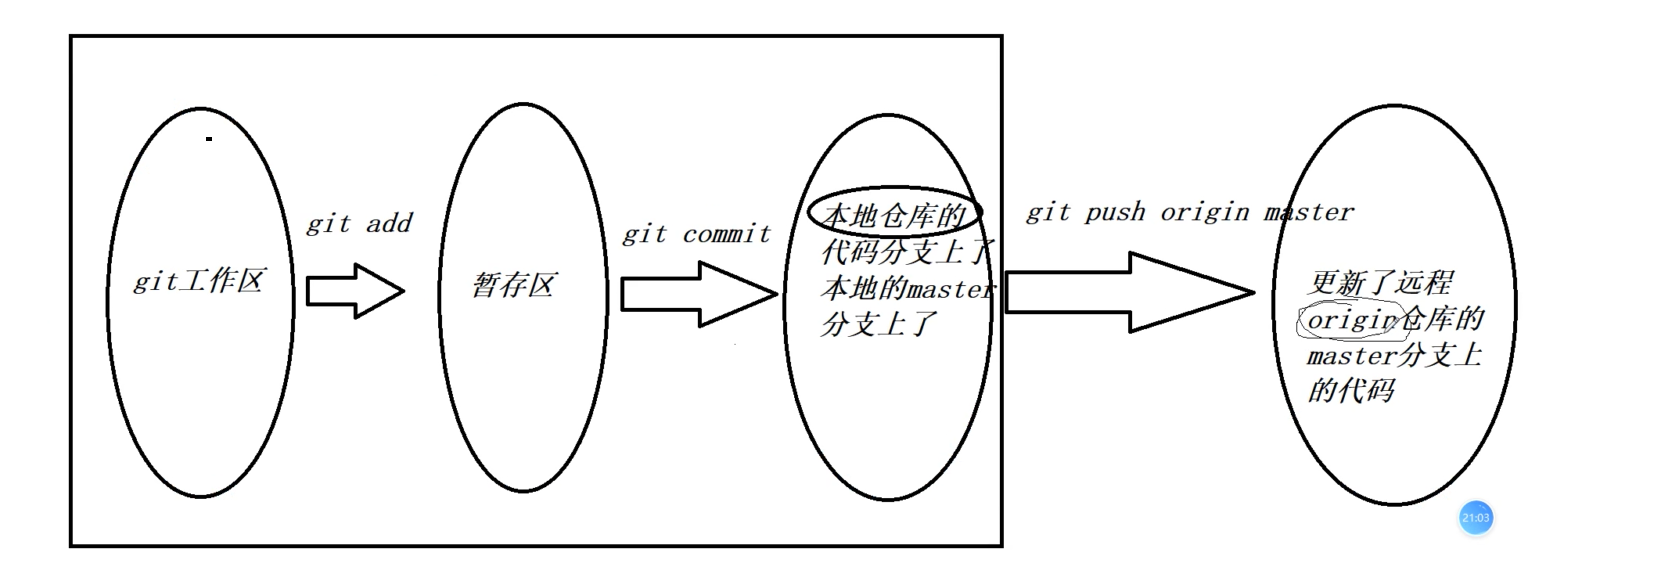 git add
git commit
git push origin master
git工作区
暂存区
本地仓库的
代码分支上了
本地的master
分支上了
更新了远程
origin仓库的
master分支上
的代码
21:03